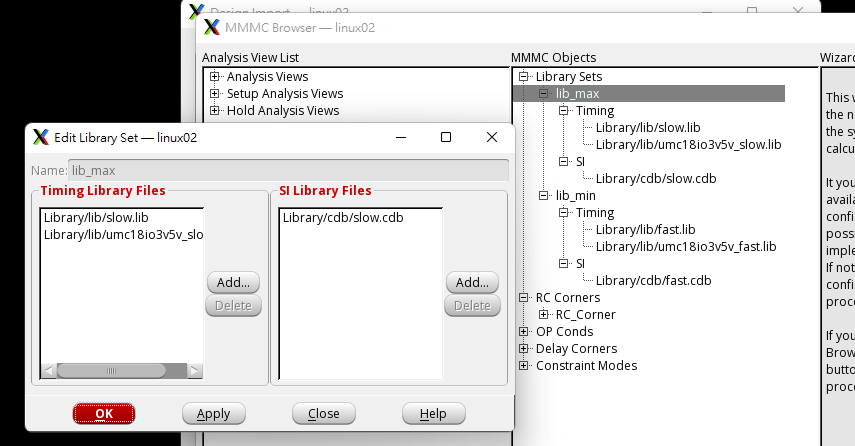 Design Import — linux02
MMMC Browser — linux02
Analysis View List
Analysis Views
Setup Analysis Views
Hold Analysis Views
MMMC Objects
Library Sets
lib_max
Timing
Library/lib/slow.lib
Library/lib/umc18io3v5v_slow.lib
SI
Library/cdb/slow.cdb
lib_min
Timing
Library/lib/fast.lib
Library/lib/umc18io3v5v_fast.lib
SI
Library/cdb/fast.cdb
RC Corners
RC_Corner
OP Conds
Delay Corners
Constraint Modes
Wizard
This w
the n
the sy
calcu
It you
availa
config
possi
imple
If not
confi
proce
If you
Brow
butto
proce
Edit Library Set — linux02
Name: lib_max
Timing Library Files
Library/lib/slow.lib
Library/lib/umc18io3v5v_slo
Add...
Delete
SI Library Files
Library/cdb/slow.cdb
Add...
Delete
OK
Apply
Close
Help